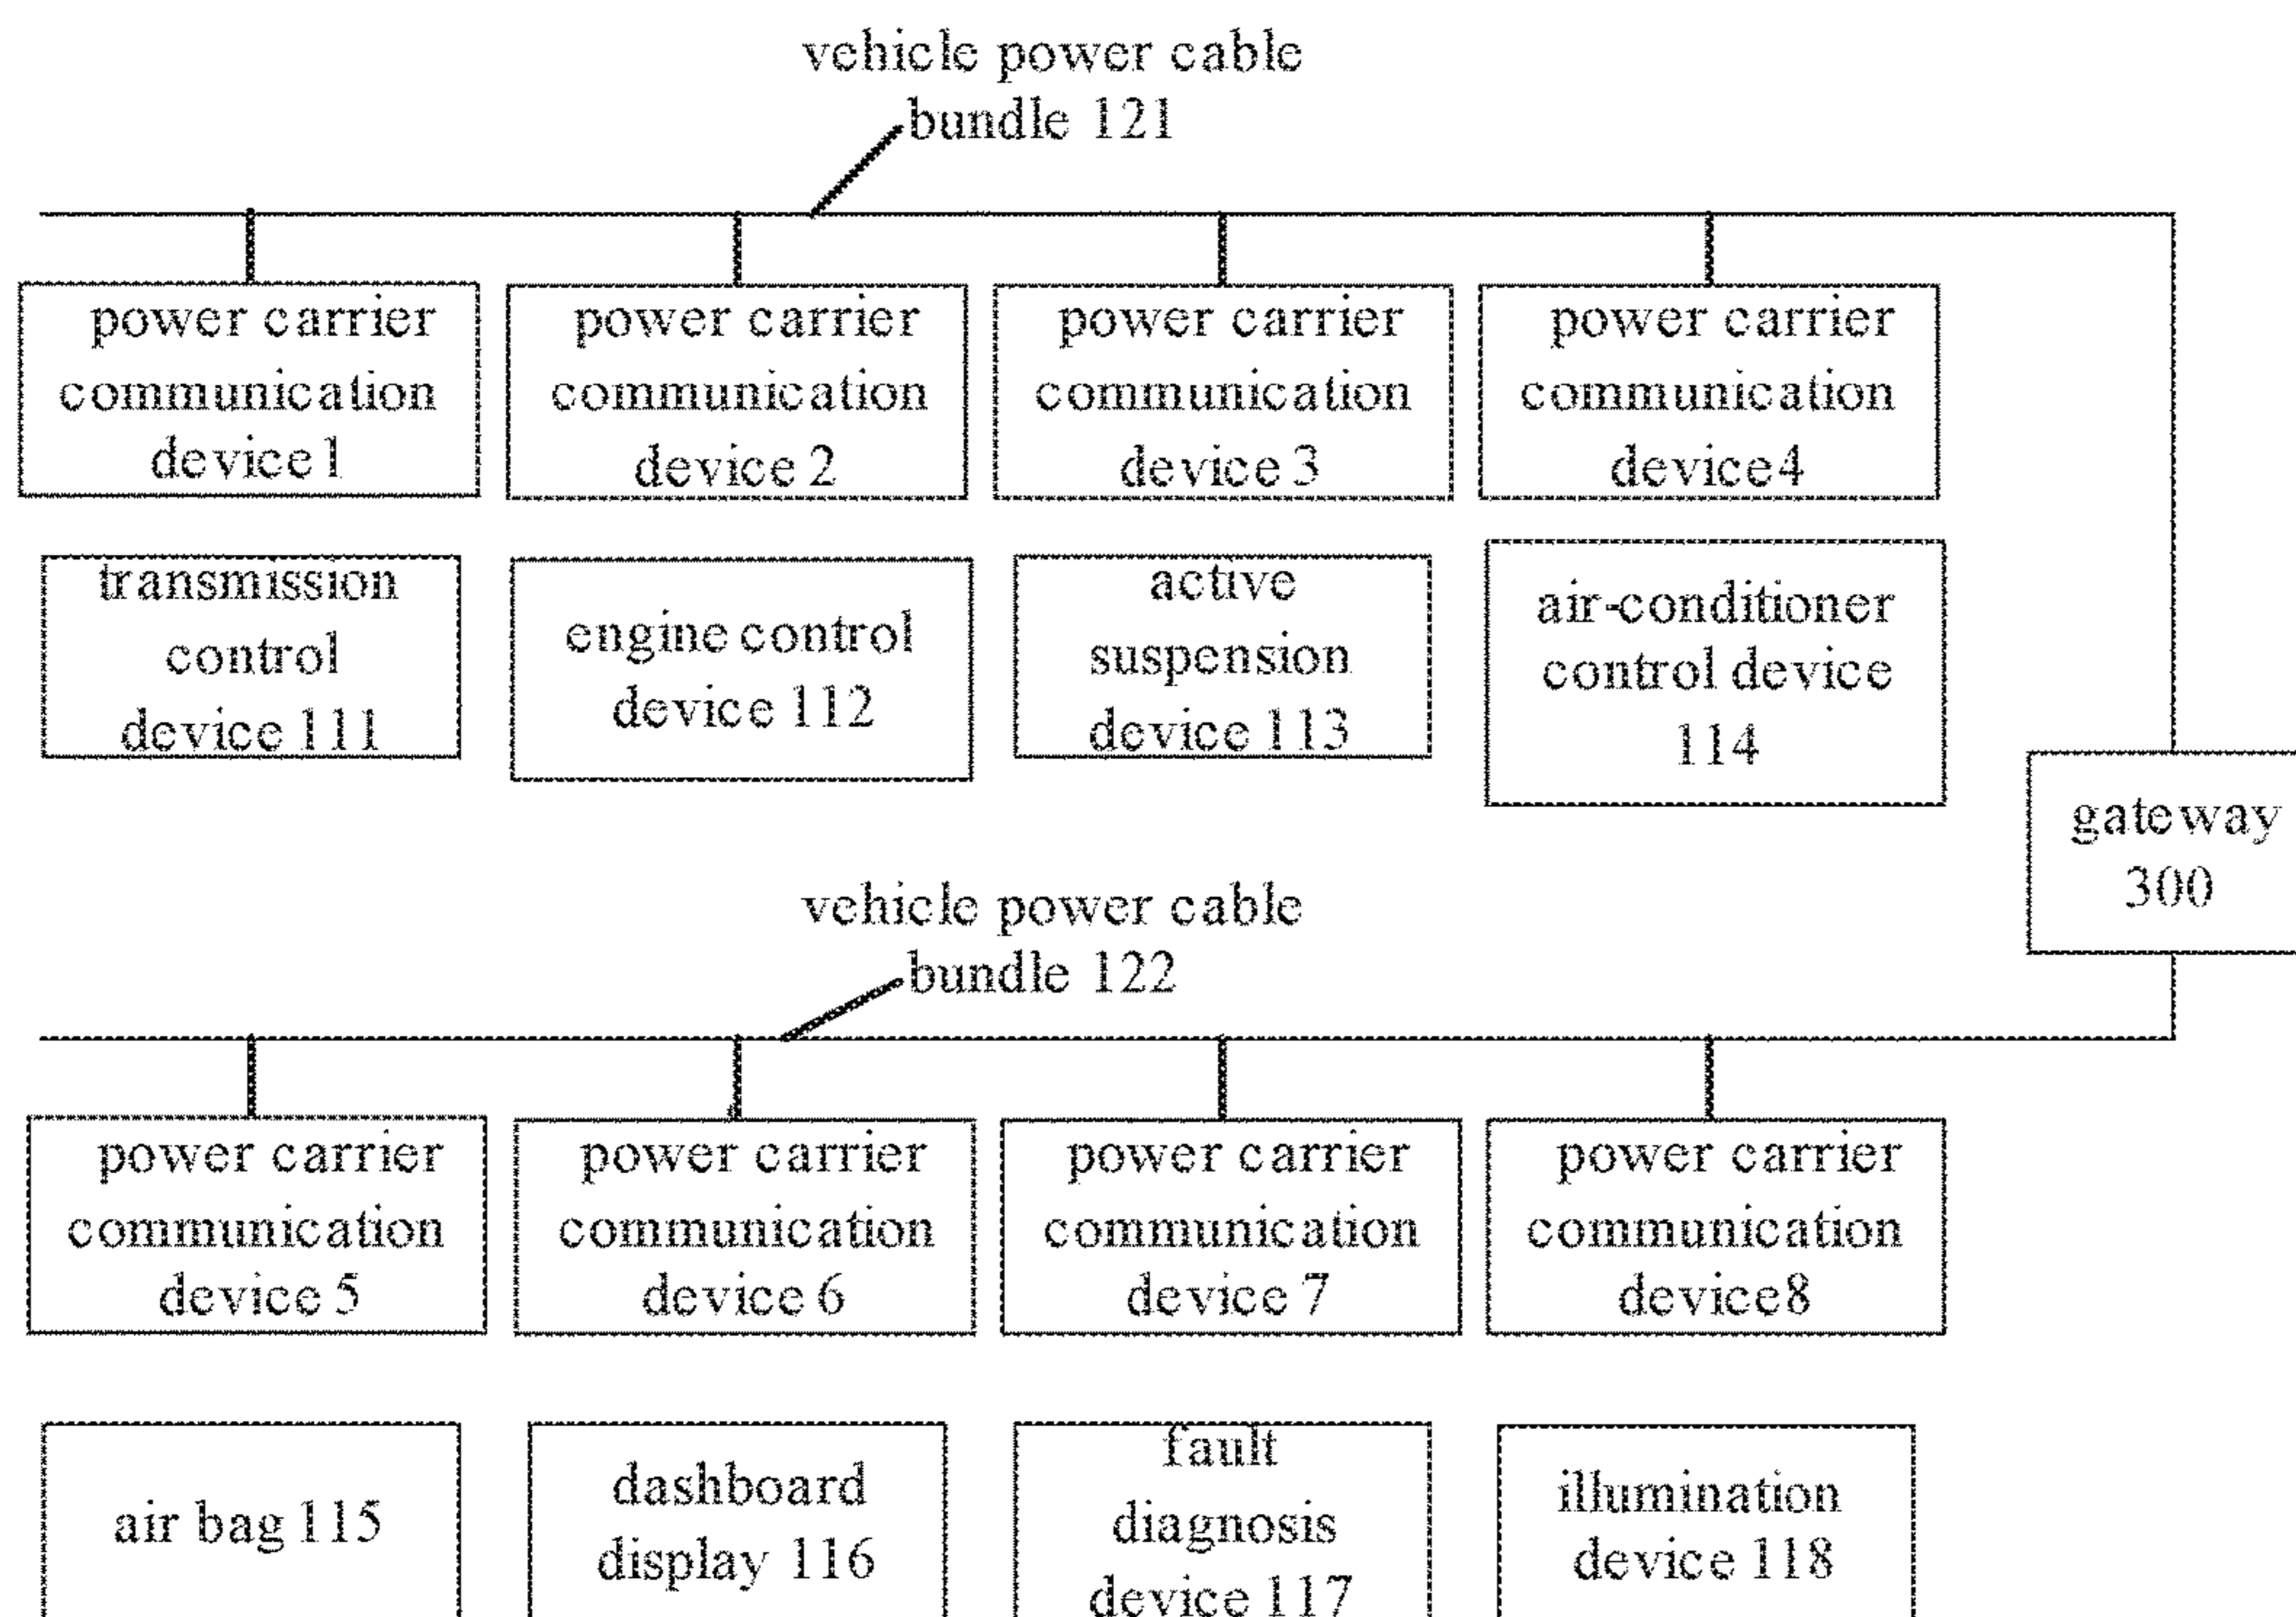 vehicle power cable
bundle 121
power carrier
communication
device 1
power carrier
communication
device 2
power carrier
communication
device 3
power carrier
communication
device4
transmission
control
device 111
engine control
device 112
active
suspension
device 113
air-conditioner
control device
114
gateway
300
vehicle power cable
bundle 122
power carrier
communication
device 5
power carrier
communication
device 6
power carrier
communication
device 7
power carrier
communication
device8
air bag 115
dashboard
display 116
fault
diagnosis
device 117
illumination
device 118